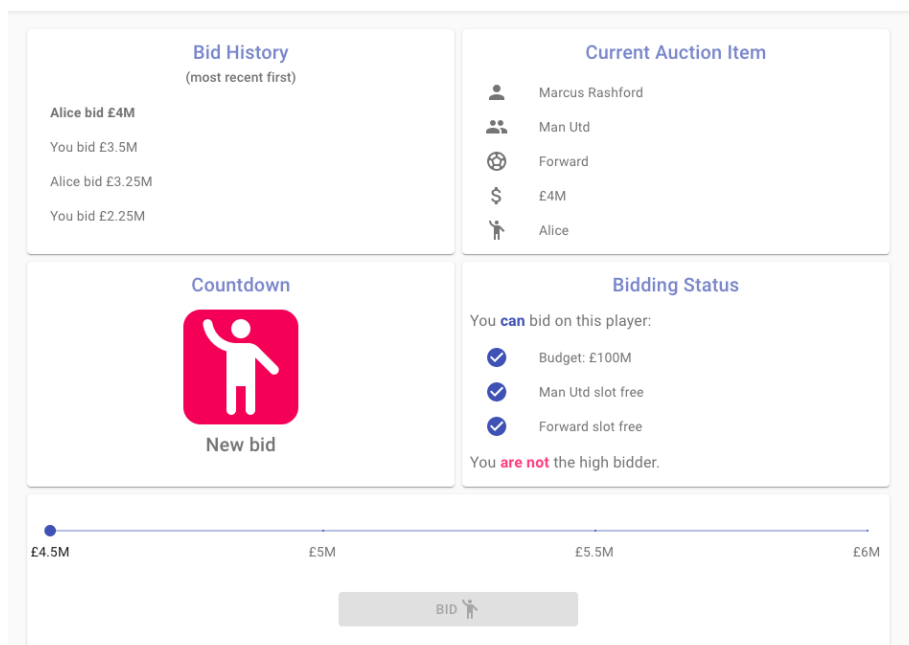 Bid History
(most recent first)
Alice bid £4M
You bid £3.5M
Alice bid £3.25M
You bid £2.25M
Current Auction Item
Marcus Rashford
Man Utd
Forward
£4M
Alice
Countdown
New bid
Bidding Status
You can bid on this player:
Budget: £100M
Man Utd slot free
Forward slot free
You are not the high bidder.
£4.5M £5M £5.5M £6M
BID